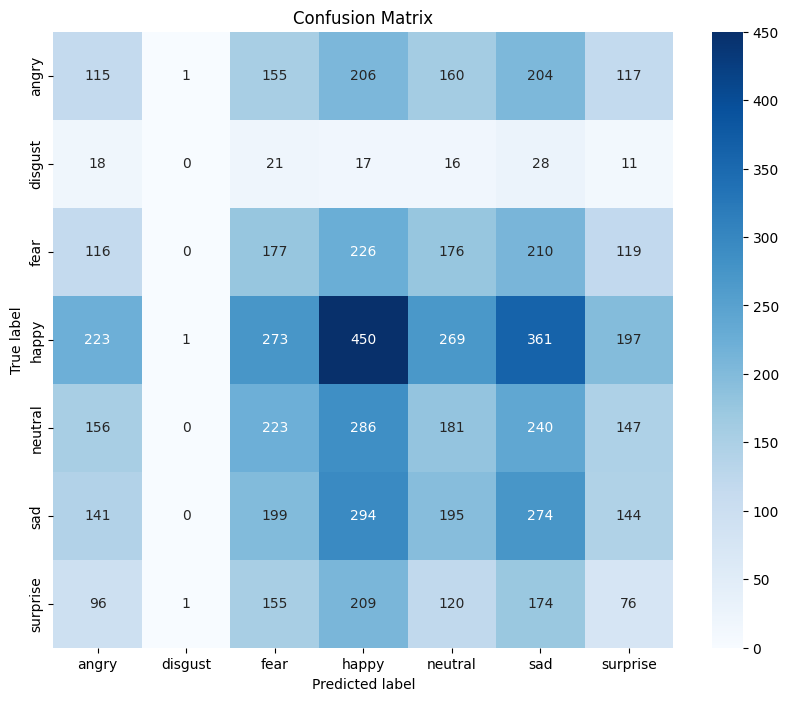 Confusion Matrix
True label
angry 115 1 155 206 160 204 117
disgust 18 0 21 17 16 28 11
fear 116 0 177 226 176 210 119
happy 223 1 273 450 269 361 197
neutral 156 0 223 286 181 240 147
sad 141 0 199 294 195 274 144
surprise 96 1 155 209 120 174 76
angry disgust fear happy neutral sad surprise
Predicted label
450
400
350
300
250
200
150
100
50
0